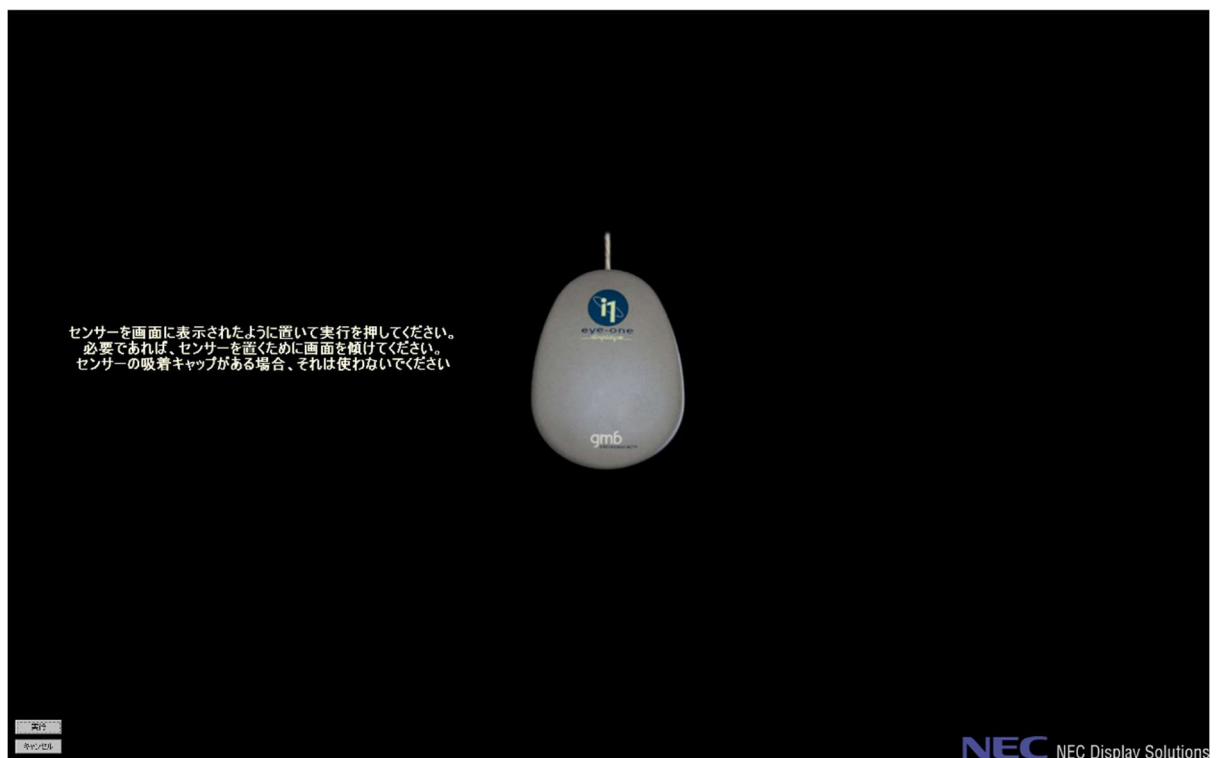 センサーを画面に表示されたように置いて実行を押してください。
必要であれば、センサーを置くために画面を傾けてください。
センサーの吸着キャップがある場合、それは使わないでください
i1
eye-one
display
gmb
実行
キャンセル
NEC NEC Display Solutions